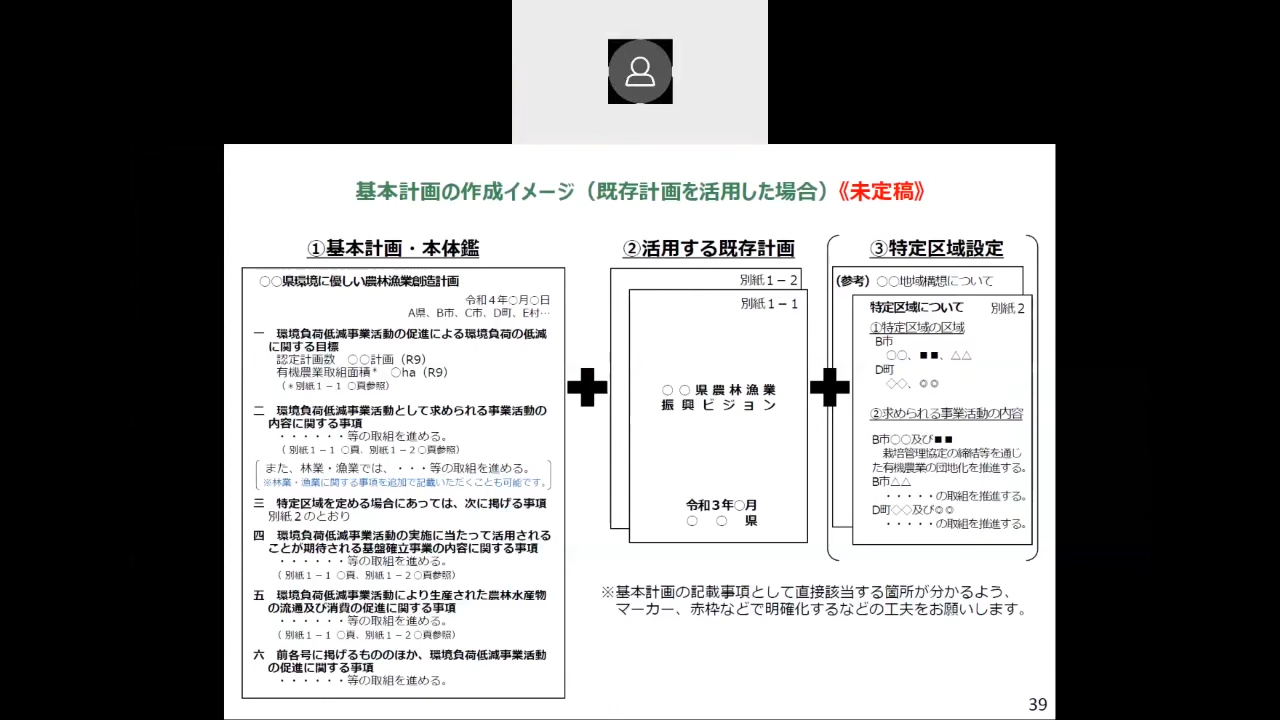 基本計画の作成イメージ（既存計画を活用した場合）《未定稿》
①基本計画・本体鑑
○○県環境に優しい農林漁業創造計画
令和４年○月○日
A県、B市、C市、D町、E村…
一　環境負荷低減事業活動の促進による環境負荷の低減
に関する目標
認定計画数　○○計画（R9）
有機農業取組面積＊　○ha（R9）
（＊別紙１－１ ○頁参照）
二　環境負荷低減事業活動として求められる事業活動の
内容に関する事項
・・・・・・等の取組を進める。
（ 別紙１－１ ○頁、別紙１－２○頁参照）
また、林業・漁業では、・・・等の取組を進める。
※林業・漁業に関する事項を追加で記載いただくことも可能です。
三　特定区域を定める場合にあっては、次に掲げる事項
別紙２のとおり
四　環境負荷低減事業活動の実施に当たって活用される
ことが期待される基盤確立事業の内容に関する事項
・・・・・・等の取組を進める。
（ 別紙１－１ ○頁、別紙１－２○頁参照）
五　環境負荷低減事業活動により生産された農林水産物
の流通及び消費の促進に関する事項
・・・・・・等の取組を進める。
（ 別紙１－１ ○頁、別紙１－２○頁参照）
六　前各号に掲げるもののほか、環境負荷低減事業活動
の促進に関する事項
・・・・・・等の取組を進める。
②活用する既存計画
別紙１－２
別紙１－１
○○県農林漁業
振興ビジョン
令和３年○月
○　○　県
③特定区域設定
（参考）○○地域構想について
特定区域について　別紙２
①特定区域の区域
B市
○○、■■、△△
D町
◇◇、◎◎
②求められる事業活動の内容
B市○○及び■■
栽培管理協定の締結等を通じ
た有機農業の団地化を推進する。
B市△△
・・・・・の取組を推進する。
D町◇◇及び◎◎
・・・・・の取組を推進する。
※基本計画の記載事項として直接該当する箇所が分かるよう、
マーカー、赤枠などで明確化するなどの工夫をお願いします。
39